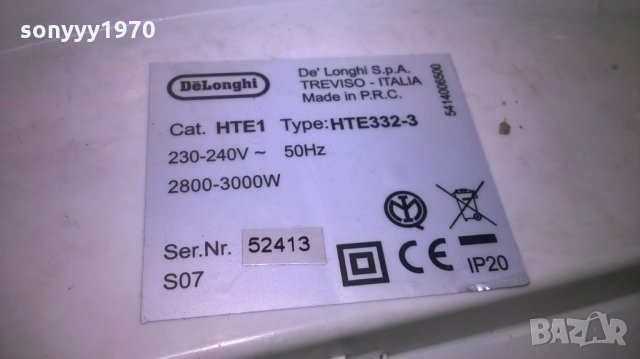 sonyyy1970
DeLonghi
De' Longhi S.p.A.
TREVISO - ITALIA
Made in P.R.C.
5414006500
Cat. HTE1 Type: HTE332-3
230-240V ~ 50Hz
2800-3000W
Ser.Nr. 52413
S07
CE
IP20
BAZAR